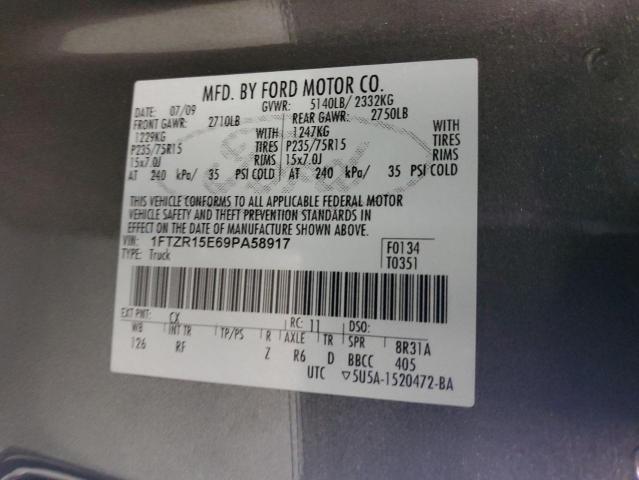 MFD. BY FORD MOTOR CO.
DATE: 07/09 GVWR: 5140LB/ 2332KG
FRONT GAWR: 2710LB REAR GAWR: 2750LB
1229KG WITH 1247KG WITH
P235/75R15 TIRES P235/75R15 TIRES
15x7.0J RIMS 15x7.0J RIMS
AT 240 kPa/ 35 PSI COLD AT 240 kPa/ 35 PSI COLD
THIS VEHICLE CONFORMS TO ALL APPLICABLE FEDERAL MOTOR
VEHICLE SAFETY AND THEFT PREVENTION STANDARDS IN
EFFECT ON THE DATE OF MANUFACTURE SHOWN ABOVE.
VIN: 1FTZR15E69PA58917 F0134
TYPE: Truck T0351
EXT PNT: CX RC: 11 DSO:
WB INT TR TP/PS R AXLE TR SPR 8R31A
126 RF Z R6 D BBCC 405
UTC ▽5U5A-1520472-BA